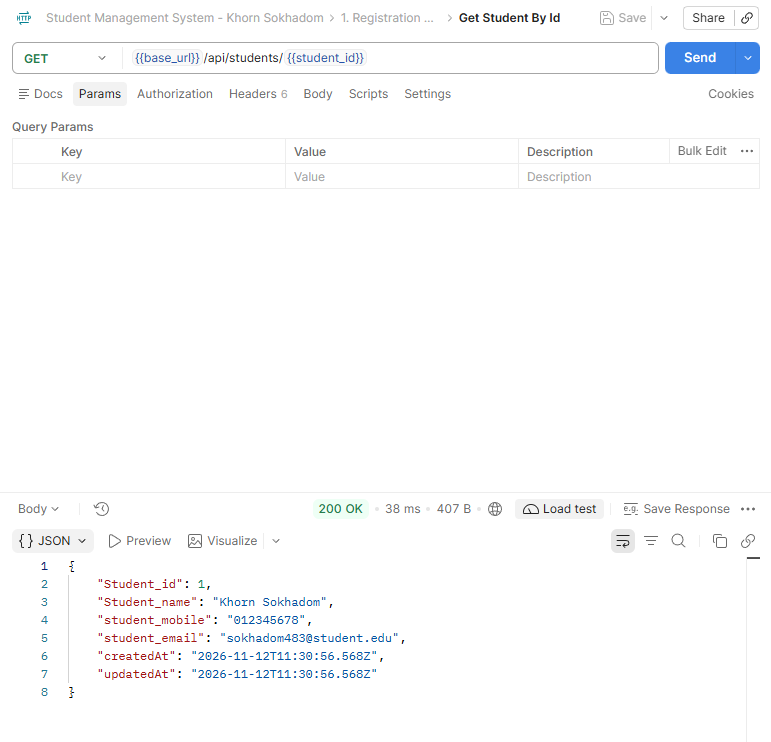 HTTP Student Management System - Khorn Sokhadom > 1. Registration ... > Get Student By Id Save Share
GET {{base_url}} /api/students/ {{student_id}} Send
Docs Params Authorization Headers 6 Body Scripts Settings Cookies
Query Params
Key Value Description Bulk Edit ...
Key Value Description
Body 200 OK • 38 ms • 407 B • Load test e.g. Save Response ...
{} JSON Preview Visualize
1 {
2 "Student_id": 1,
3 "Student_name": "Khorn Sokhadom",
4 "student_mobile": "012345678",
5 "student_email": "sokhadom483@student.edu",
6 "createdAt": "2026-11-12T11:30:56.568Z",
7 "updatedAt": "2026-11-12T11:30:56.568Z"
8 }